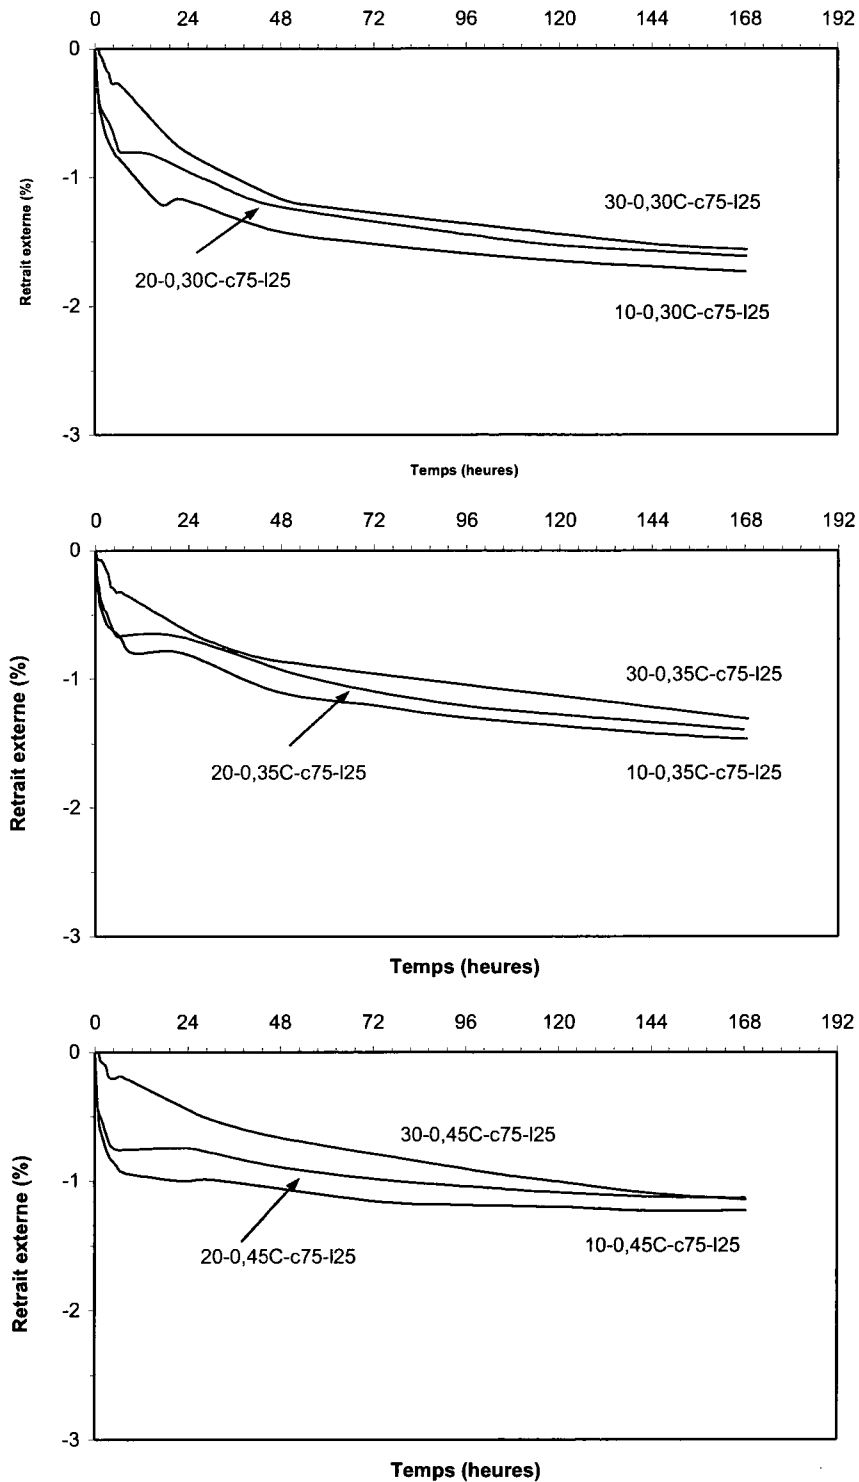 0 24 48 72 96 120 144 168 192
0
-1
-2
-3
Retrait externe (%)
30-0,30C-c75-I25
20-0,30C-c75-I25
10-0,30C-c75-I25
Temps (heures)
0 24 48 72 96 120 144 168 192
0
-1
-2
-3
Retrait externe (%)
30-0,35C-c75-I25
20-0,35C-c75-I25
10-0,35C-c75-I25
Temps (heures)
0 24 48 72 96 120 144 168 192
0
-1
-2
-3
Retrait externe (%)
30-0,45C-c75-I25
10-0,45C-c75-I25
20-0,45C-c75-I25
Temps (heures)